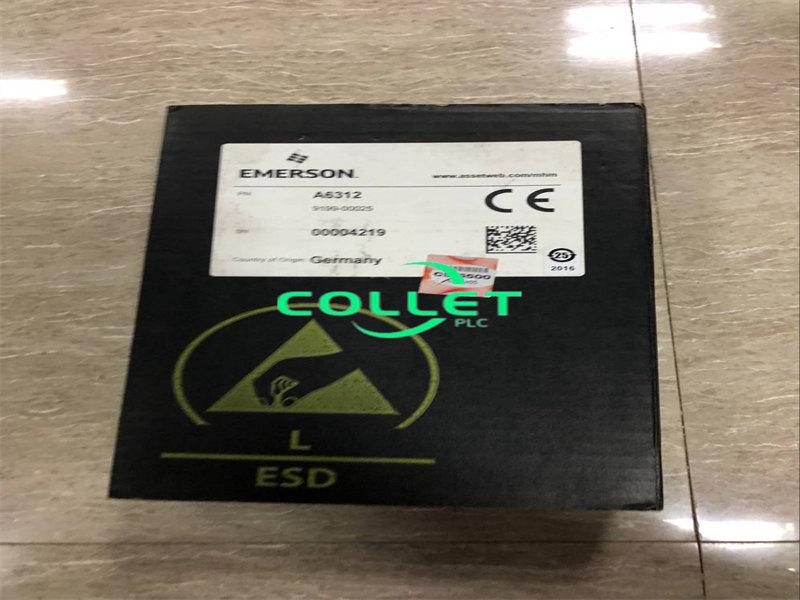 EMERSON.
www.assetweb.com/mhm
P/N: A6312
9199-00025
CE
S/N: 00004219
Country of Origin: Germany
25
2016
COLLET
PLC
L
ESD